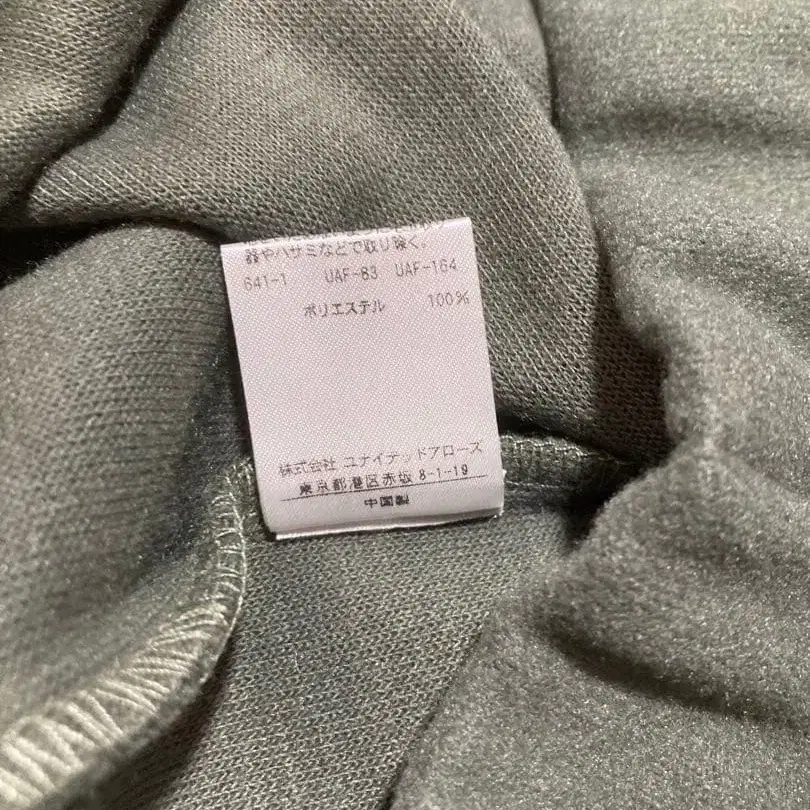 器やハサミなどで取り除く。
641-1 UAF-83 UAF-164
ポリエステル 100%
株式会社 ユナイテッドアローズ
東京都港区赤坂 8-1-19
中国製